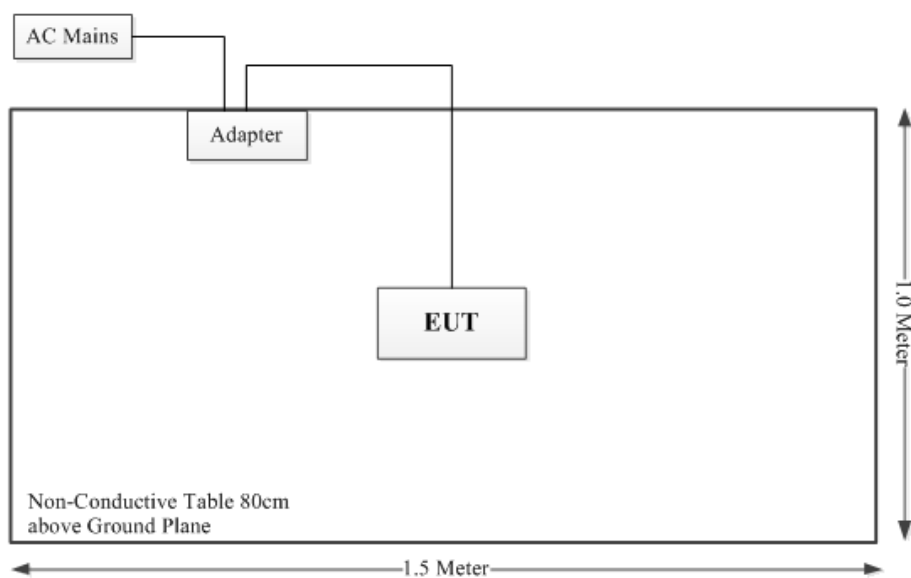 AC Mains
Adapter
EUT
1.0 Meter
Non-Conductive Table 80cm
above Ground Plane
1.5 Meter